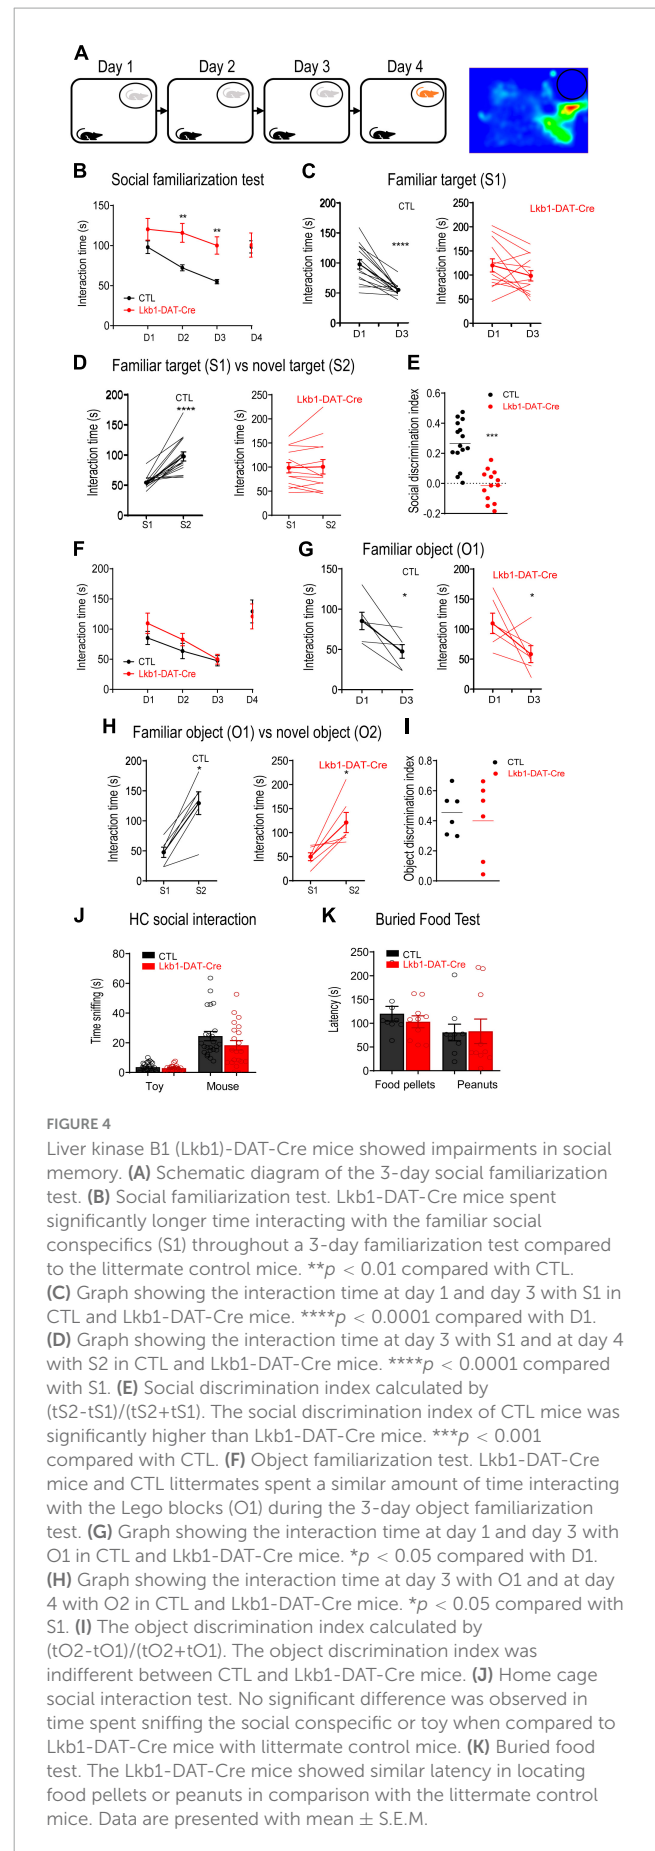 A
Day 1 Day 2 Day 3 Day 4
B Social familiarization test
Interaction time (s)
150
100
50
0
** **
CTL
Lkb1-DAT-Cre
D1 D2 D3 D4
C Familiar target (S1)
Interaction time (s)
200
150
100
50
0
CTL
****
D1 D3
Interaction time (s)
250
200
150
100
50
0
Lkb1-DAT-Cre
D1 D3
D Familiar target (S1) vs novel target (S2)
Interaction time (s)
200
150
100
50
0
CTL
****
S1 S2
Interaction time (s)
250
200
150
100
50
0
Lkb1-DAT-Cre
S1 S2
E
Social discrimination index
0.6
0.4
0.2
0.0
-0.2
CTL
Lkb1-DAT-Cre
***
F
Interaction time (s)
200
150
100
50
0
CTL
Lkb1-DAT-Cre
D1 D2 D3 D4
G Familiar object (O1)
Interaction time (s)
150
100
50
0
CTL
*
D1 D3
Interaction time (s)
200
150
100
50
0
Lkb1-DAT-Cre
*
D1 D3
H Familiar object (O1) vs novel object (O2)
Interaction time (s)
200
150
100
50
0
CTL
*
S1 S2
Interaction time (s)
250
200
150
100
50
0
Lkb1-DAT-Cre
*
S1 S2
I
Object discrimination index
0.8
0.6
0.4
0.2
0.0
CTL
Lkb1-DAT-Cre
J HC social interaction
Time sniffing (s)
80
60
40
20
0
CTL
Lkb1-DAT-Cre
Toy Mouse
K Buried Food Test
Latency (s)
250
200
150
100
50
0
CTL
Lkb1-DAT-Cre
Food pellets Peanuts
FIGURE 4
Liver kinase B1 (Lkb1)-DAT-Cre mice showed impairments in social
memory. (A) Schematic diagram of the 3-day social familiarization
test. (B) Social familiarization test. Lkb1-DAT-Cre mice spent
significantly longer time interacting with the familiar social
conspecifics (S1) throughout a 3-day familiarization test compared
to the littermate control mice. **p < 0.01 compared with CTL.
(C) Graph showing the interaction time at day 1 and day 3 with S1 in
CTL and Lkb1-DAT-Cre mice. ****p < 0.0001 compared with D1.
(D) Graph showing the interaction time at day 3 with S1 and at day 4
with S2 in CTL and Lkb1-DAT-Cre mice. ****p < 0.0001 compared
with S1. (E) Social discrimination index calculated by
(tS2-tS1)/(tS2+tS1). The social discrimination index of CTL mice was
significantly higher than Lkb1-DAT-Cre mice. ***p < 0.001
compared with CTL. (F) Object familiarization test. Lkb1-DAT-Cre
mice and CTL littermates spent a similar amount of time interacting
with the Lego blocks (O1) during the 3-day object familiarization
test. (G) Graph showing the interaction time at day 1 and day 3 with
O1 in CTL and Lkb1-DAT-Cre mice. *p < 0.05 compared with D1.
(H) Graph showing the interaction time at day 3 with O1 and at day
4 with O2 in CTL and Lkb1-DAT-Cre mice. *p < 0.05 compared with
S1. (I) The object discrimination index calculated by
(tO2-tO1)/(tO2+tO1). The object discrimination index was
indifferent between CTL and Lkb1-DAT-Cre mice. (J) Home cage
social interaction test. No significant difference was observed in
time spent sniffing the social conspecific or toy when compared to
Lkb1-DAT-Cre mice with littermate control mice. (K) Buried food
test. The Lkb1-DAT-Cre mice showed similar latency in locating
food pellets or peanuts in comparison with the littermate control
mice. Data are presented with mean ± S.E.M.